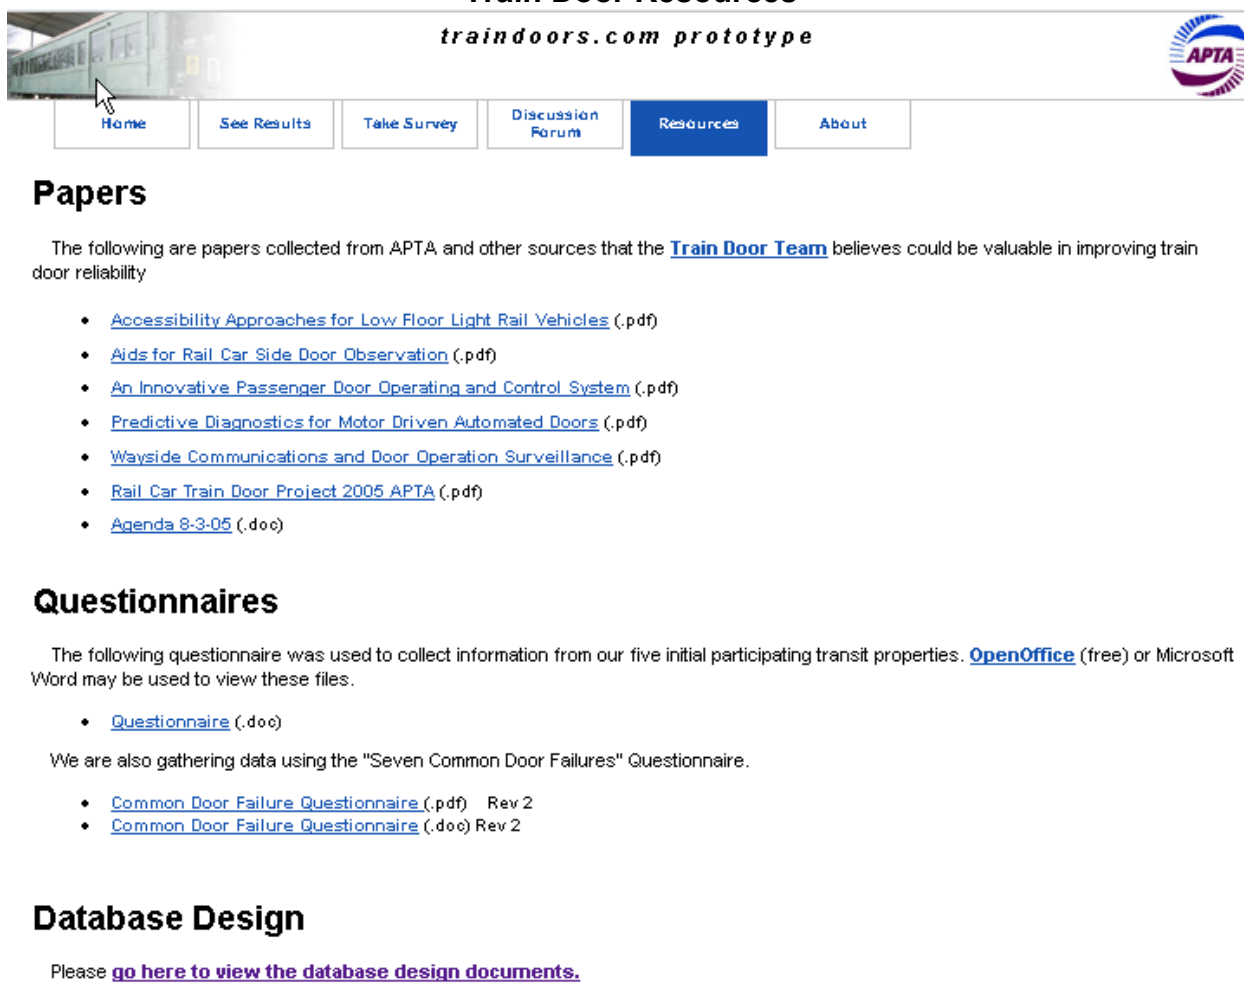 Train Door Resources
traindoors.com prototype
APTA
Home
See Results
Take Survey
Discussion
Forum
Resources
About
Papers
The following are papers collected from APTA and other sources that the Train Door Team believes could be valuable in improving train
door reliability
• Accessibility Approaches for Low Floor Light Rail Vehicles (.pdf)
• Aids for Rail Car Side Door Observation (.pdf)
• An Innovative Passenger Door Operating and Control System (.pdf)
• Predictive Diagnostics for Motor Driven Automated Doors (.pdf)
• Wayside Communications and Door Operation Surveillance (.pdf)
• Rail Car Train Door Project 2005 APTA (.pdf)
• Agenda 8-3-05 (.doc)
Questionnaires
The following questionnaire was used to collect information from our five initial participating transit properties. OpenOffice (free) or Microsoft
Word may be used to view these files.
• Questionnaire (.doc)
We are also gathering data using the "Seven Common Door Failures" Questionnaire.
• Common Door Failure Questionnaire (.pdf) Rev 2
• Common Door Failure Questionnaire (.doc) Rev 2
Database Design
Please go here to view the database design documents.